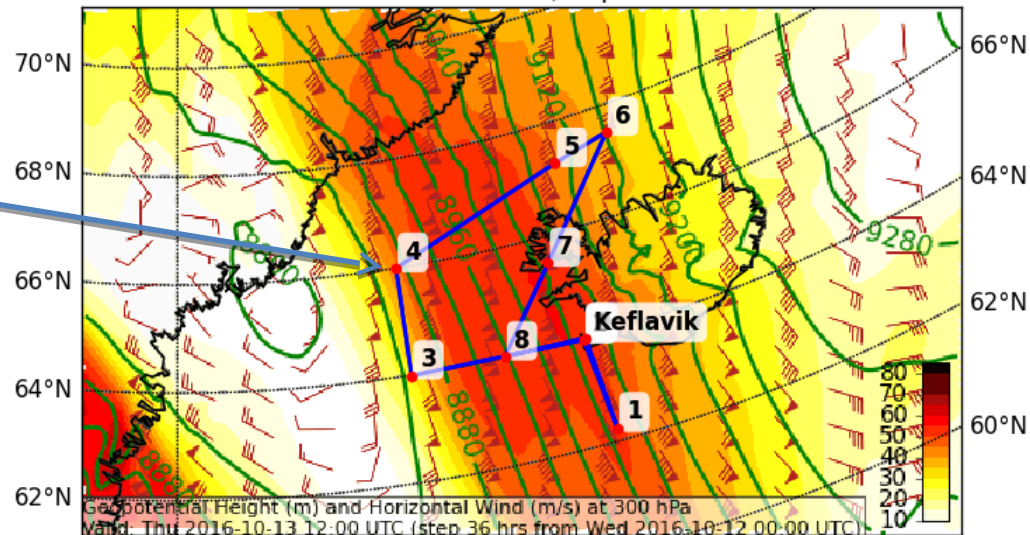 70°N
68°N
66°N
64°N
62°N
66°N
64°N
62°N
60°N
9120
8960
8880
9200
9280
6
5
4
7
Keflavik
8
3
1
80
70
60
50
40
30
20
10
Geopotential Height (m) and Horizontal Wind (m/s) at 300 hPa
Valid: Thu 2016-10-13 12:00 UTC (step 36 hrs from Wed 2016-10-12 00:00 UTC)